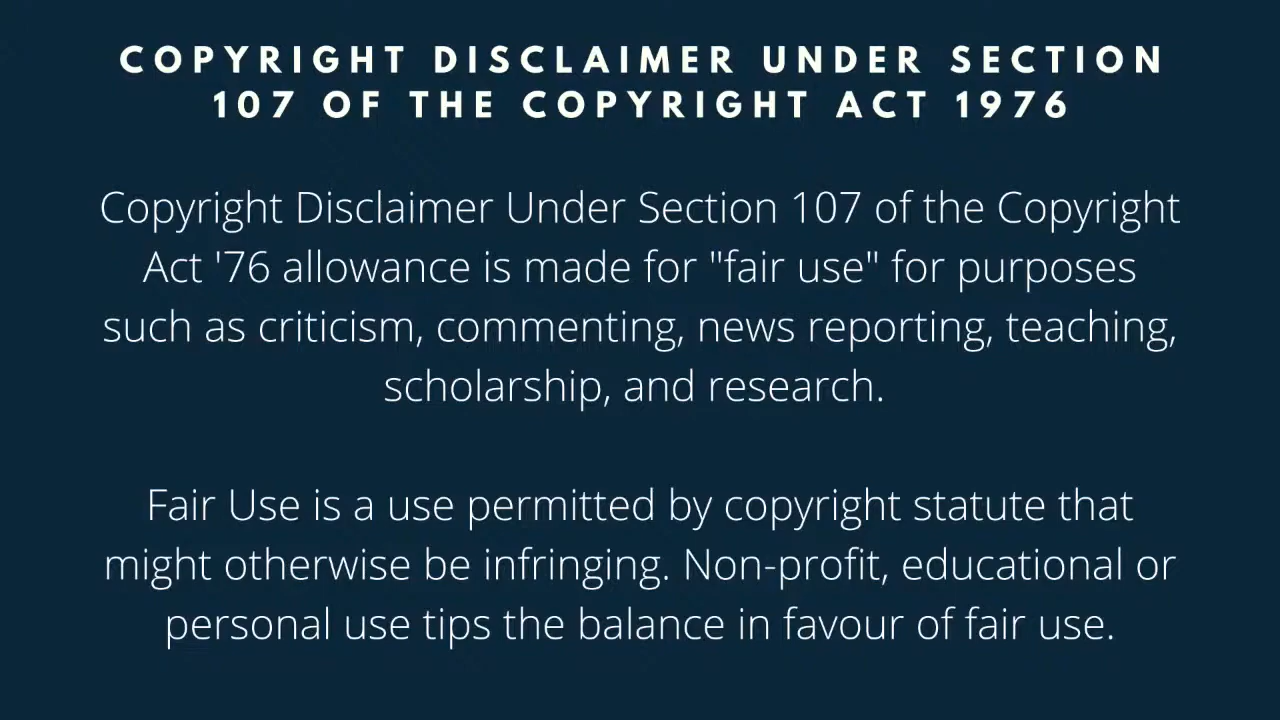 COPYRIGHT DISCLAIMER UNDER SECTION
107 OF THE COPYRIGHT ACT 1976
Copyright Disclaimer Under Section 107 of the Copyright
Act '76 allowance is made for "fair use" for purposes
such as criticism, commenting, news reporting, teaching,
scholarship, and research.
Fair Use is a use permitted by copyright statute that
might otherwise be infringing. Non-profit, educational or
personal use tips the balance in favour of fair use.